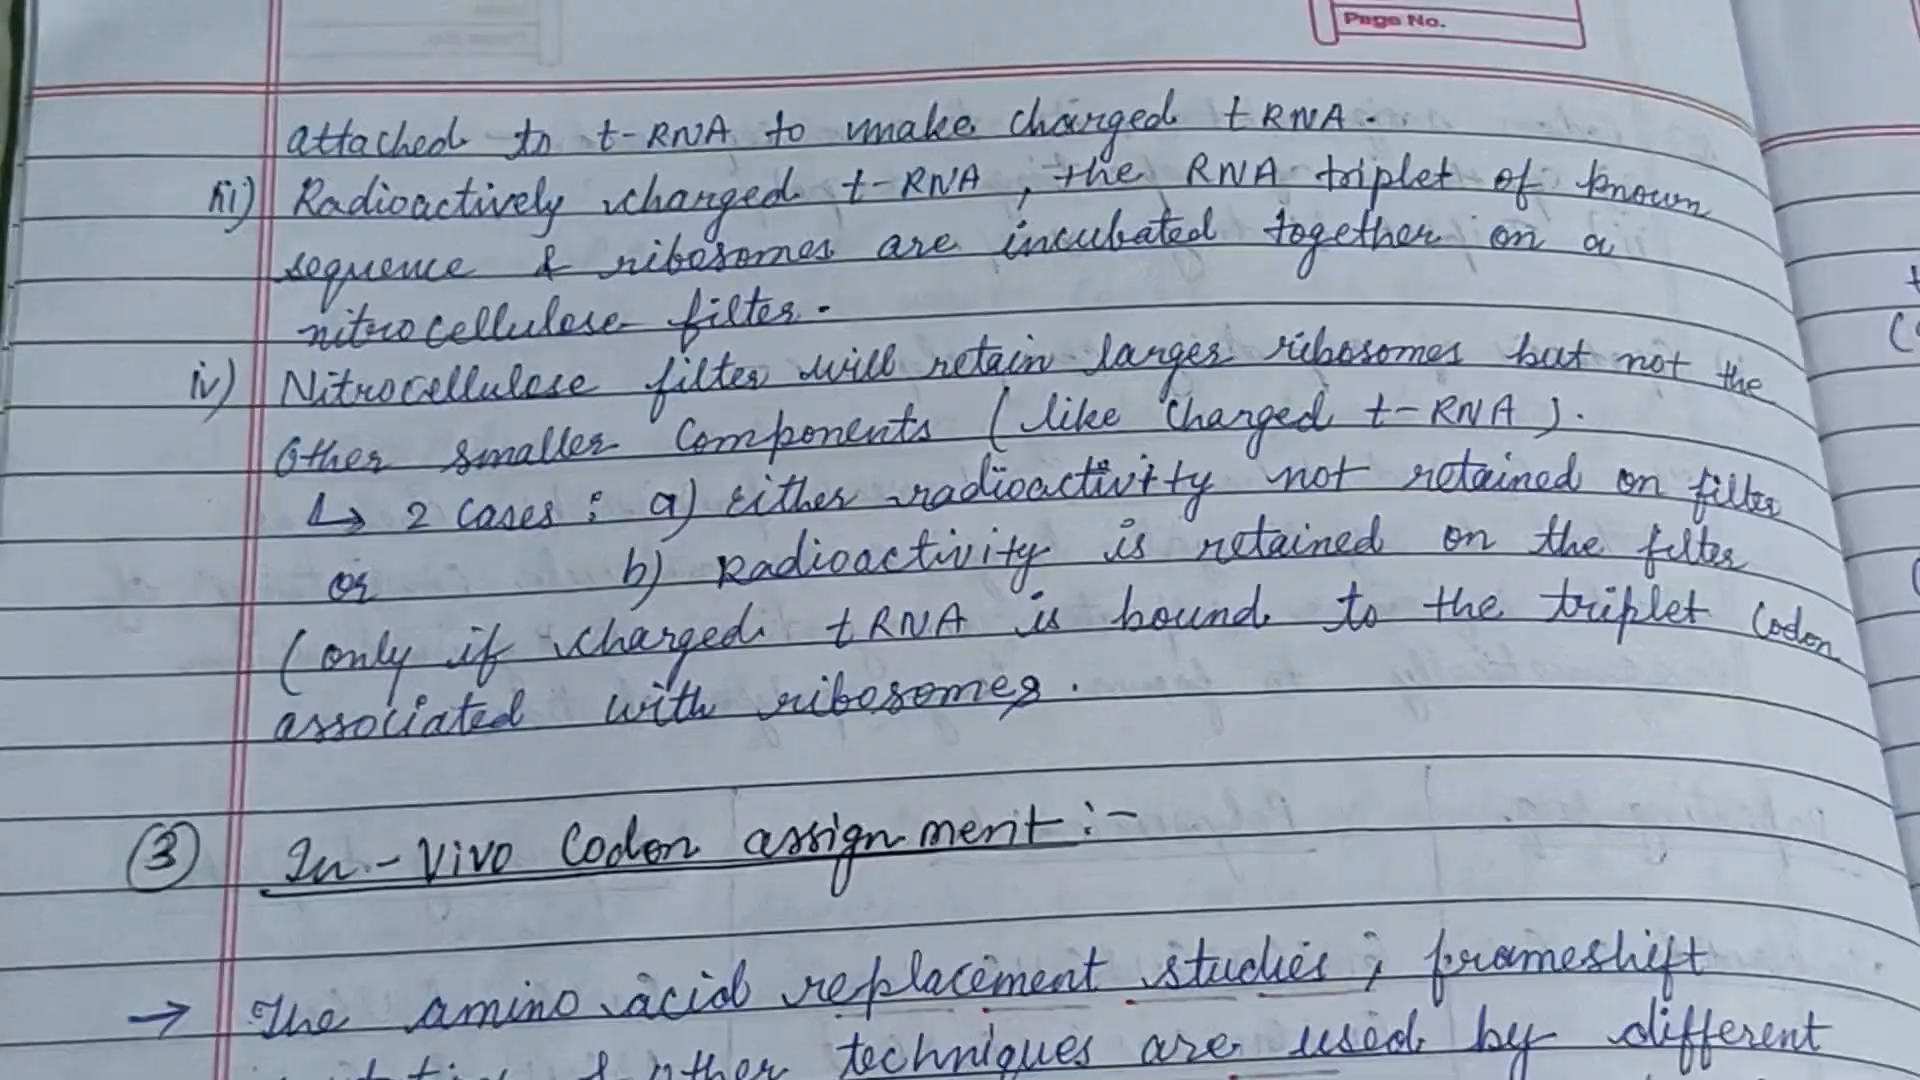 Page No.
attached to t-RNA to make charged tRNA.
iii) Radioactively charged t-RNA, the RNA triplet of known
sequence & ribosomes are incubated together on a
nitrocellulose filter.
iv) Nitrocellulose filter will retain larger ribosomes but not the
other smaller components (like charged t-RNA).
↳ 2 cases : a) either radioactivity not retained on filter
or b) Radioactivity is retained on the filter
(only if charged tRNA is bound to the triplet codon
associated with ribosomes.
③ In-Vivo Codon assignment :-
→ The amino acid replacement studies, frameshift
& other techniques are used by different